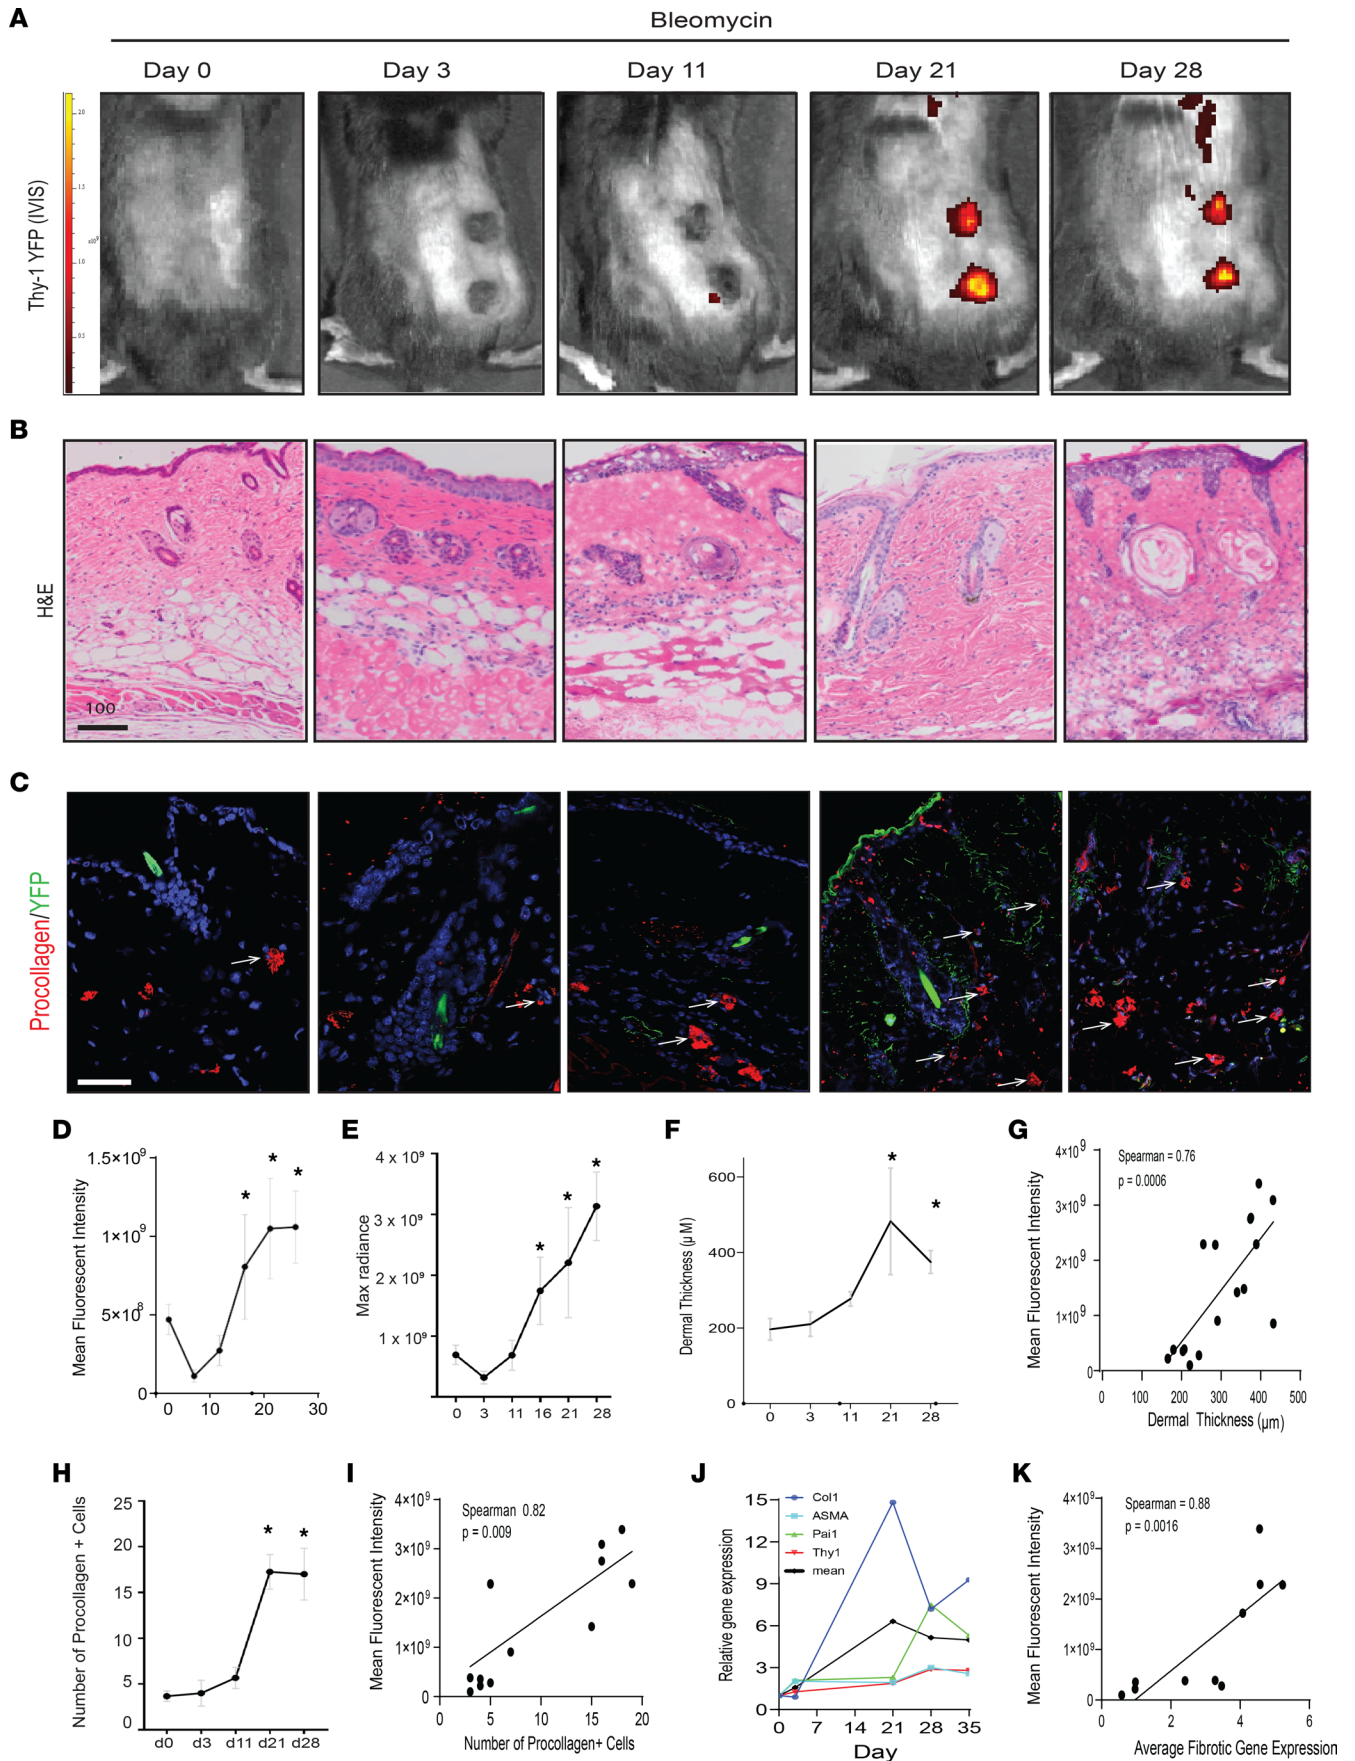 A
Bleomycin
Day 0
Day 3
Day 11
Day 21
Day 28
Thy-1 YFP (IVIS)
2.0
1.5
x10⁹
1.0
0.5
B
H&E
100
C
Procollagen/YFP
D
Mean Fluorescent Intensity
1.5×10⁹
1×10⁹
5×10⁸
0
0 10 20 30
E
Max radiance
4 x 10⁹
3 x 10⁹
2 x 10⁹
1 x 10⁹
0 3 11 16 21 28
* * *
* * *
F
Dermal Thickness (µM)
600
400
200
0
0 3 11 21 28
* *
G
Mean Fluorescent Intensity
4×10⁹
3×10⁹
2×10⁹
1×10⁹
0
Spearman = 0.76
p = 0.0006
0 100 200 300 400 500
Dermal Thickness (µm)
H
Number of Procollagen + Cells
25
20
15
10
5
0
* *
d0 d3 d11 d21 d28
I
Mean Fluorescent Intensity
4×10⁹
3×10⁹
2×10⁹
1×10⁹
0
Spearman 0.82
p = 0.009
0 5 10 15 20
Number of Procollagen+ Cells
J
Relative gene expression
15
12
9
6
3
0
Col1
ASMA
Pai1
Thy1
mean
0 7 14 21 28 35
Day
K
Mean Fluorescent Intensity
4×10⁹
3×10⁹
2×10⁹
1×10⁹
0
Spearman = 0.88
p = 0.0016
0 2 4 6
Average Fibrotic Gene Expression